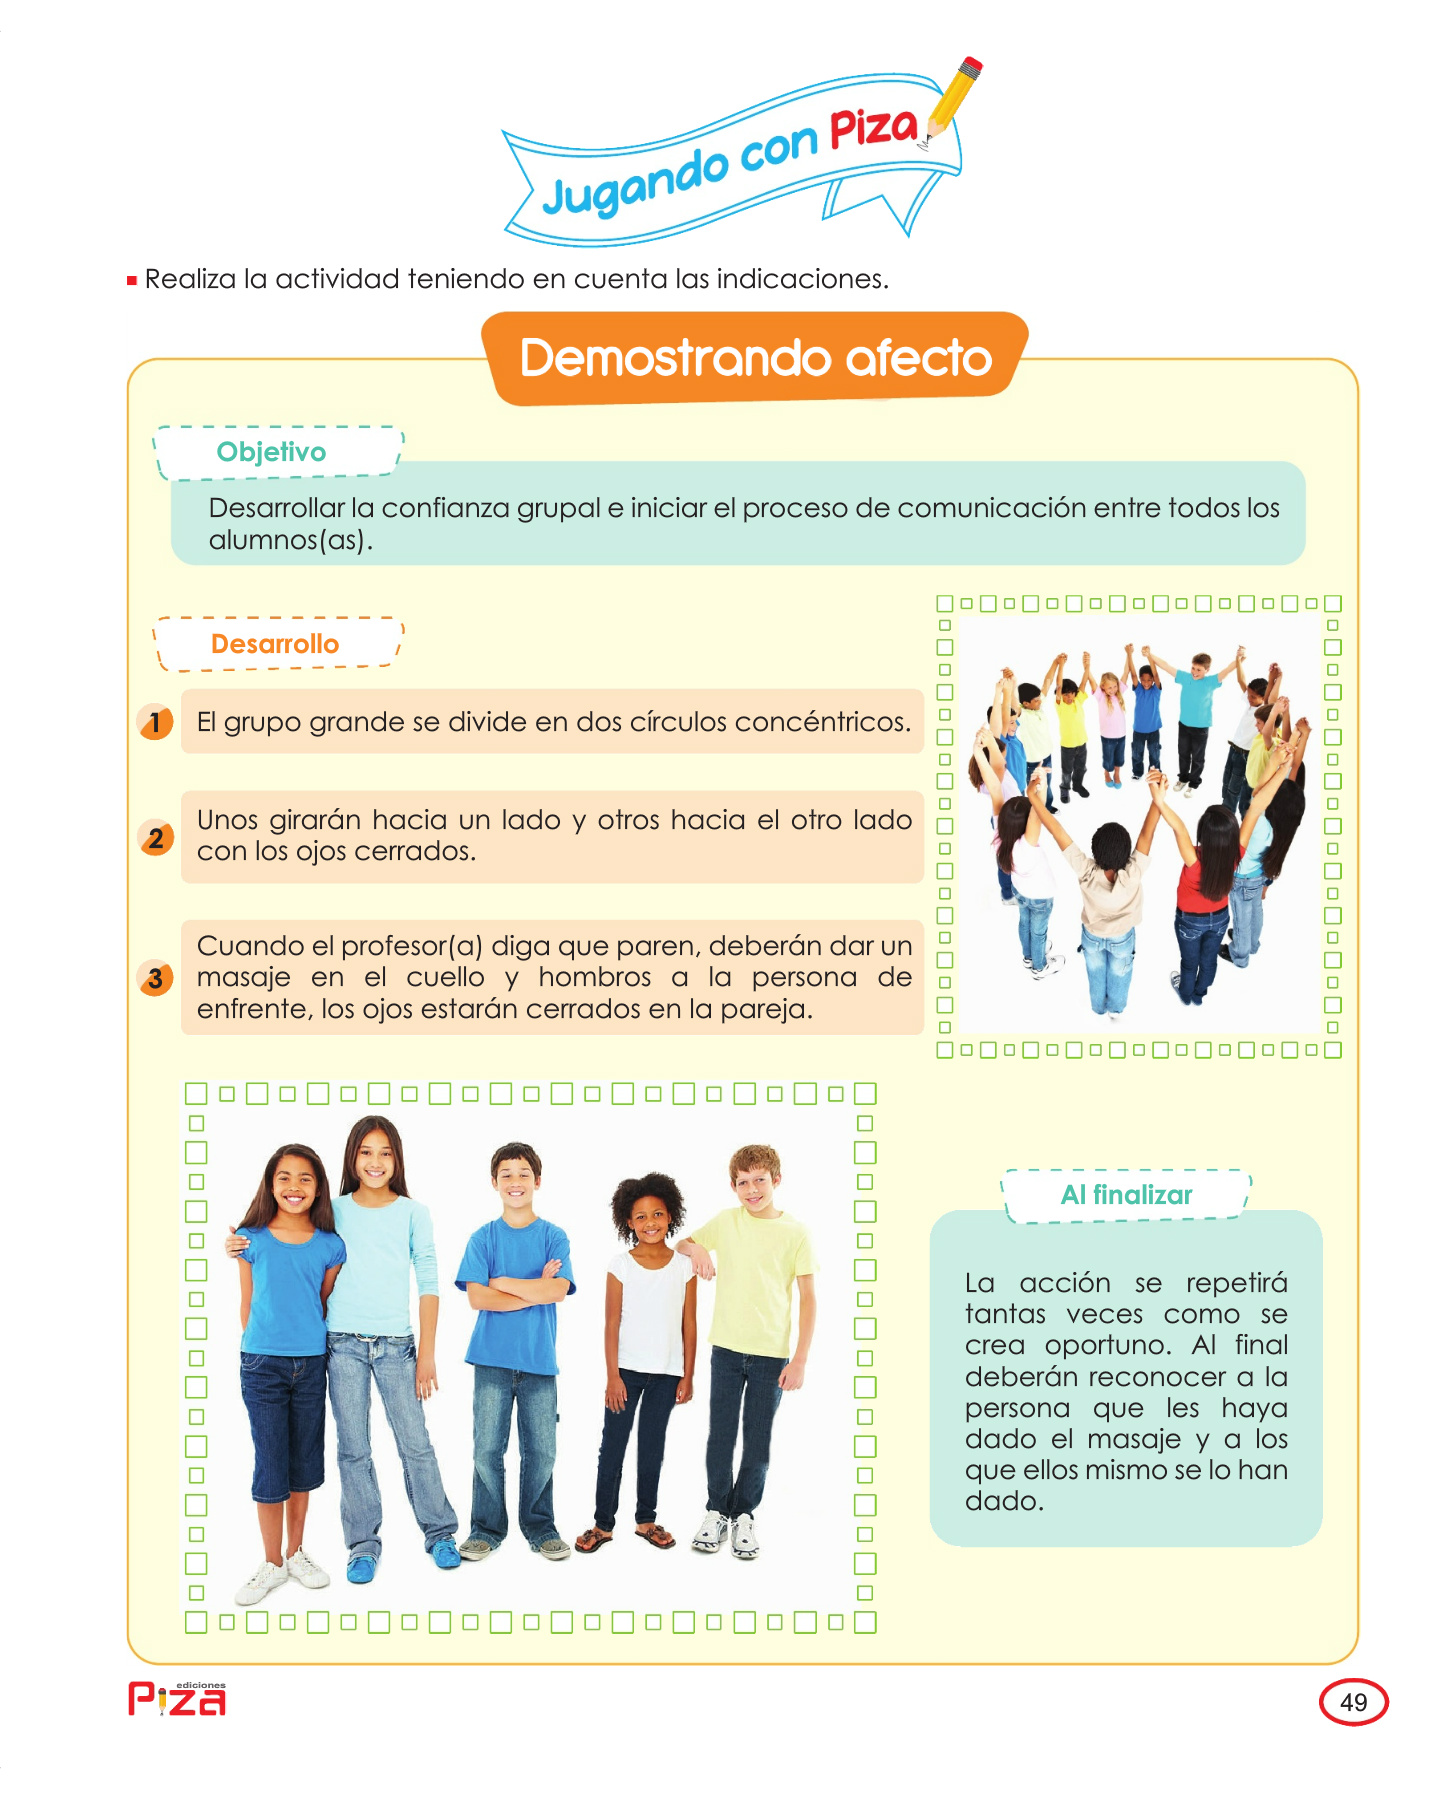 Jugando con Piza
Realiza la actividad teniendo en cuenta las indicaciones.
Demostrando afecto
Objetivo
Desarrollar la confianza grupal e iniciar el proceso de comunicación entre todos los
alumnos(as).
Desarrollo
1
El grupo grande se divide en dos círculos concéntricos.
2
Unos girarán hacia un lado y otros hacia el otro lado
con los ojos cerrados.
3
Cuando el profesor(a) diga que paren, deberán dar un
masaje en el cuello y hombros a la persona de
enfrente, los ojos estarán cerrados en la pareja.
Al finalizar
La acción se repetirá
tantas veces como se
crea oportuno. Al final
deberán reconocer a la
persona que les haya
dado el masaje y a los
que ellos mismo se lo han
dado.
ediciones
Piza
49